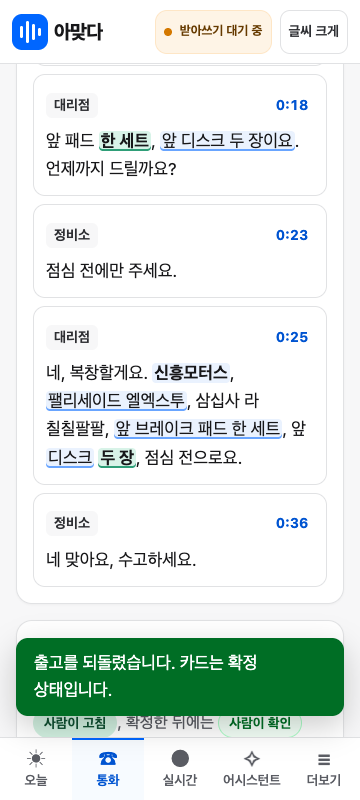 아맞다
받아쓰기 대기 중
글씨 크게
대리점 0:18
앞 패드 한 세트, 앞 디스크 두 장이요.
언제까지 드릴까요?
정비소 0:23
점심 전에만 주세요.
대리점 0:25
네, 복창할게요. 신흥모터스,
팰리세이드 엘엑스투, 삼십사 라
칠칠팔팔, 앞 브레이크 패드 한 세트, 앞
디스크 두 장, 점심 전으로요.
정비소 0:36
네 맞아요, 수고하세요.
출고를 되돌렸습니다. 카드는 확정
상태입니다.
사람이 고침, 확정한 뒤에는 사람이 확인
오늘 통화 실시간 어시스턴트 더보기